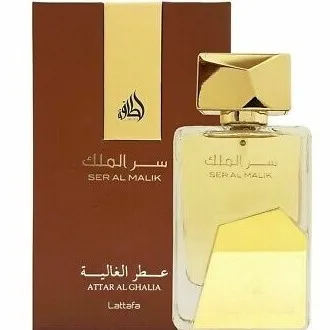 لطافة
سر الملك
SER AL MALIK
عطر الغالية
ATTAR AL GHALIA
Lattafa
سر الملك
SER AL MALIK